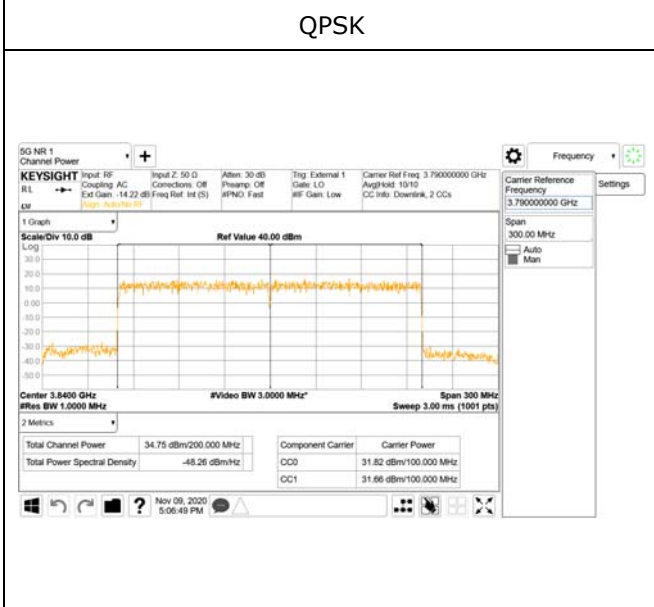 QPSK
5G NR 1
Channel Power
+
Frequency
KEYSIGHT
RL
Input: RF
Coupling: AC
Ext Gain: -14.22 dB
Align: Auto/No RF
Input Z: 50 Ω
Corrections: Off
Freq Ref: Int (S)
Atten: 30 dB
Preamp: Off
#PNO: Fast
Trig: External 1
Gate: LO
#IF Gain: Low
Carrier Ref Freq: 3.790000000 GHz
Avg|Hold: 10/10
CC Info: Downlink, 2 CCs
Carrier Reference
Frequency
3.790000000 GHz
Settings
Span
300.00 MHz
Auto
Man
1 Graph
Scale/Div 10.0 dB
Ref Value 40.00 dBm
Log
30.0
20.0
10.0
0.00
-10.0
-20.0
-30.0
-40.0
-50.0
Center 3.8400 GHz
#Video BW 3.0000 MHz*
Span 300 MHz
#Res BW 1.0000 MHz
Sweep 3.00 ms (1001 pts)
2 Metrics
Total Channel Power 34.75 dBm/200.000 MHz
Total Power Spectral Density -48.26 dBm/Hz
Component Carrier Carrier Power
CC0 31.82 dBm/100.000 MHz
CC1 31.66 dBm/100.000 MHz
?
Nov 09, 2020
5:06:49 PM